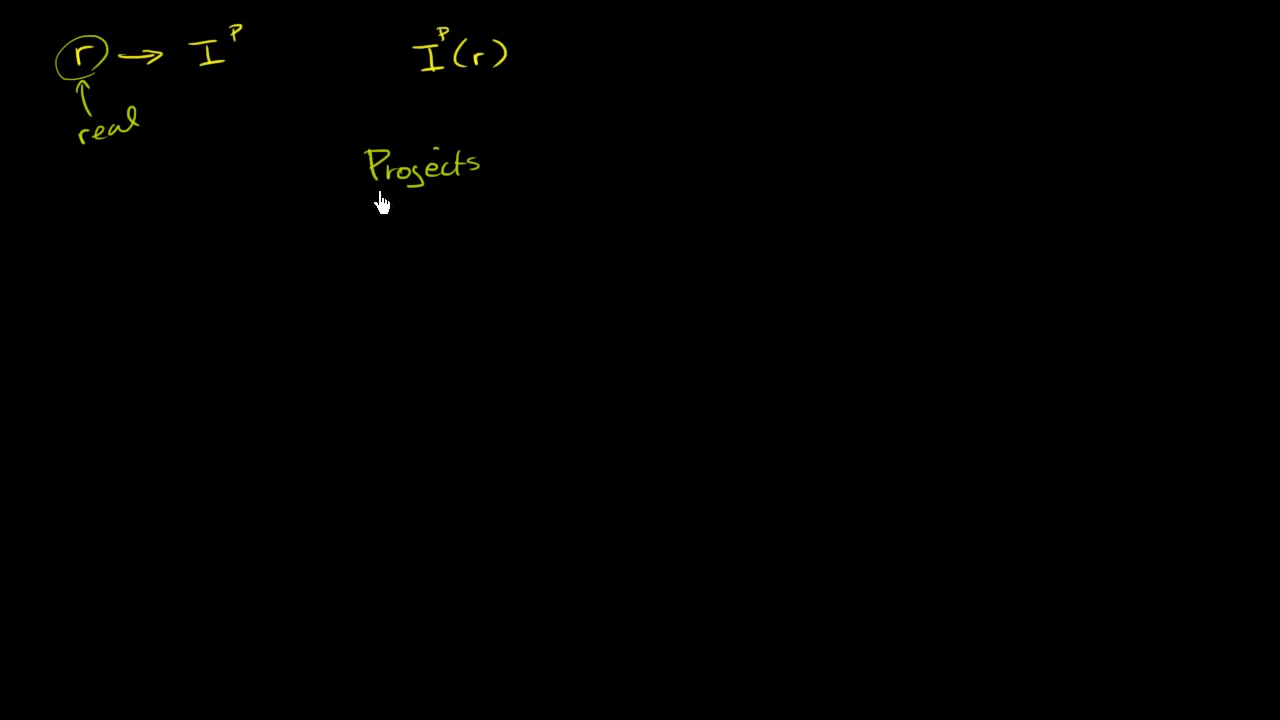 r → I^P
I^P(r)
real
Projects